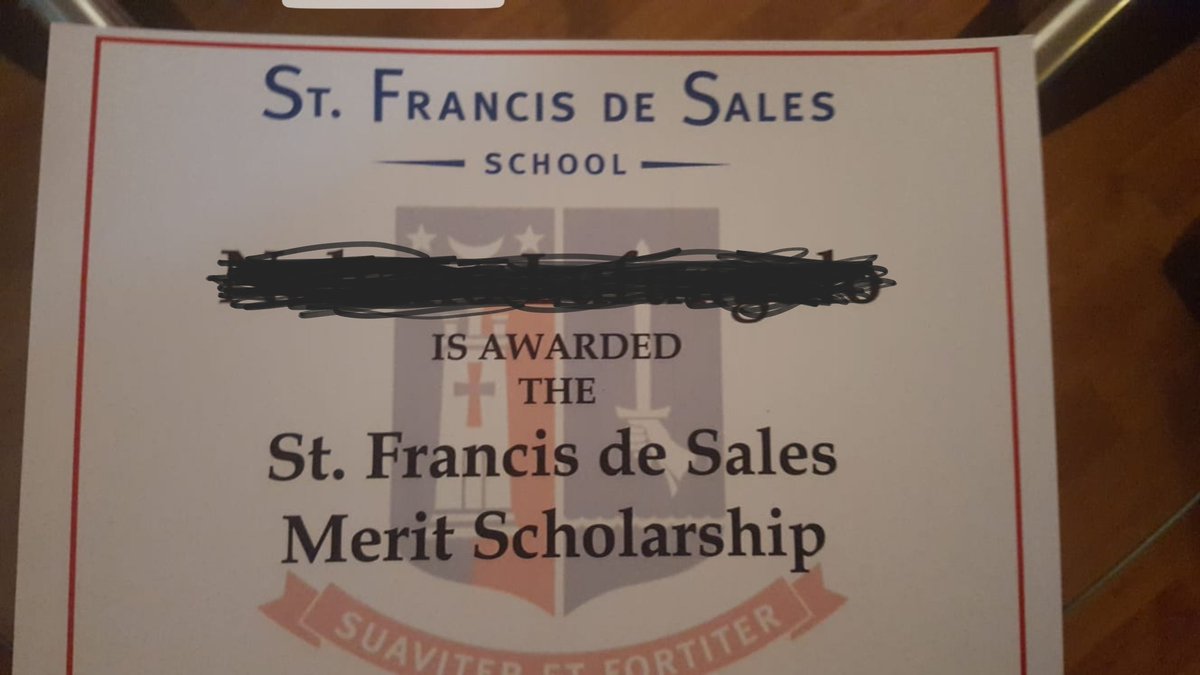 ST. FRANCIS DE SALES
SCHOOL
IS AWARDED
THE
St. Francis de Sales
Merit Scholarship
SUAVITER ET FORTITER